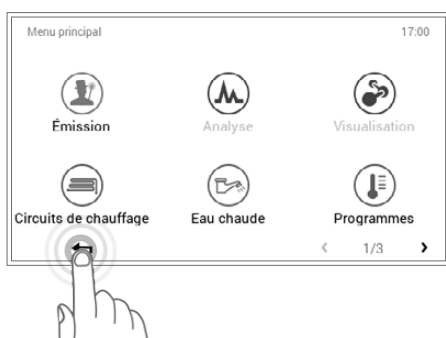 Menu principal 17:00
Émission Analyse Visualisation
Circuits de chauffage Eau chaude Programmes
< 1/3 >